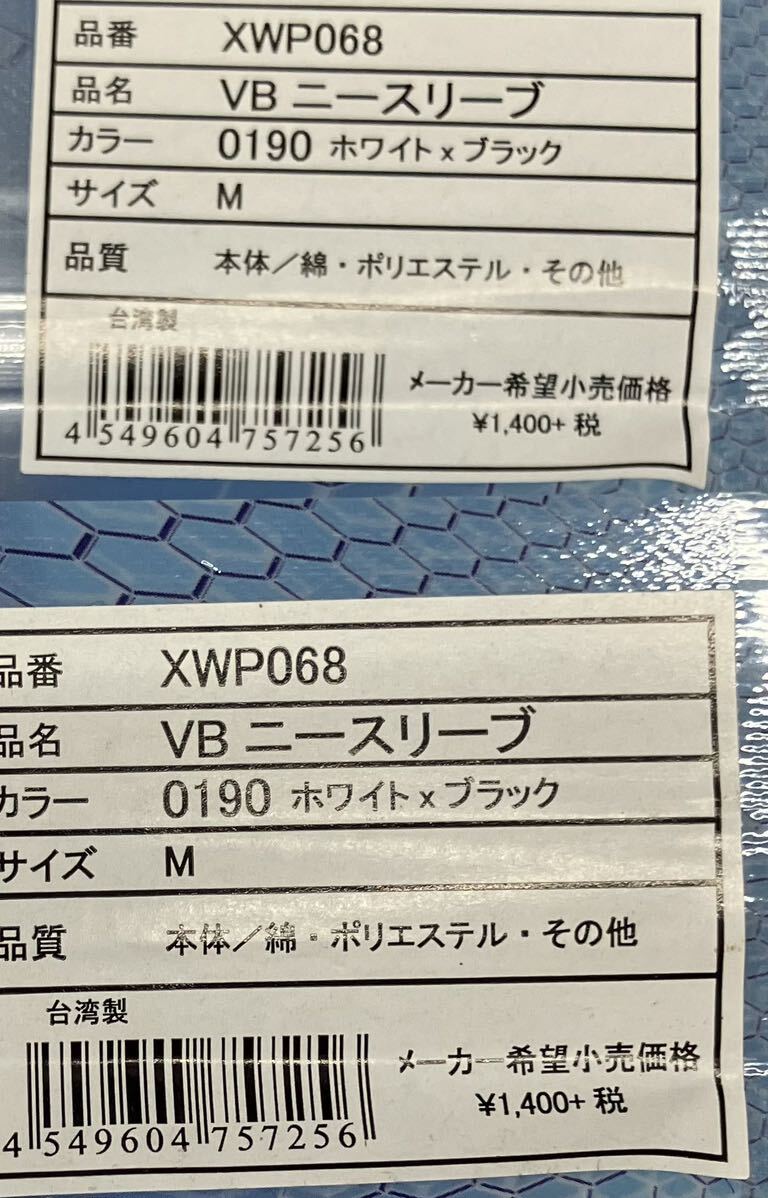 品番 XWP068
品名 VB ニースリーブ
カラー 0190 ホワイト x ブラック
サイズ M
品質 本体／綿・ポリエステル・その他
台湾製
メーカー希望小売価格
¥1,400+ 税
4 549604 757256
品番 XWP068
品名 VB ニースリーブ
カラー 0190 ホワイト x ブラック
サイズ M
品質 本体／綿・ポリエステル・その他
台湾製
メーカー希望小売価格
¥1,400+ 税
4 549604 757256